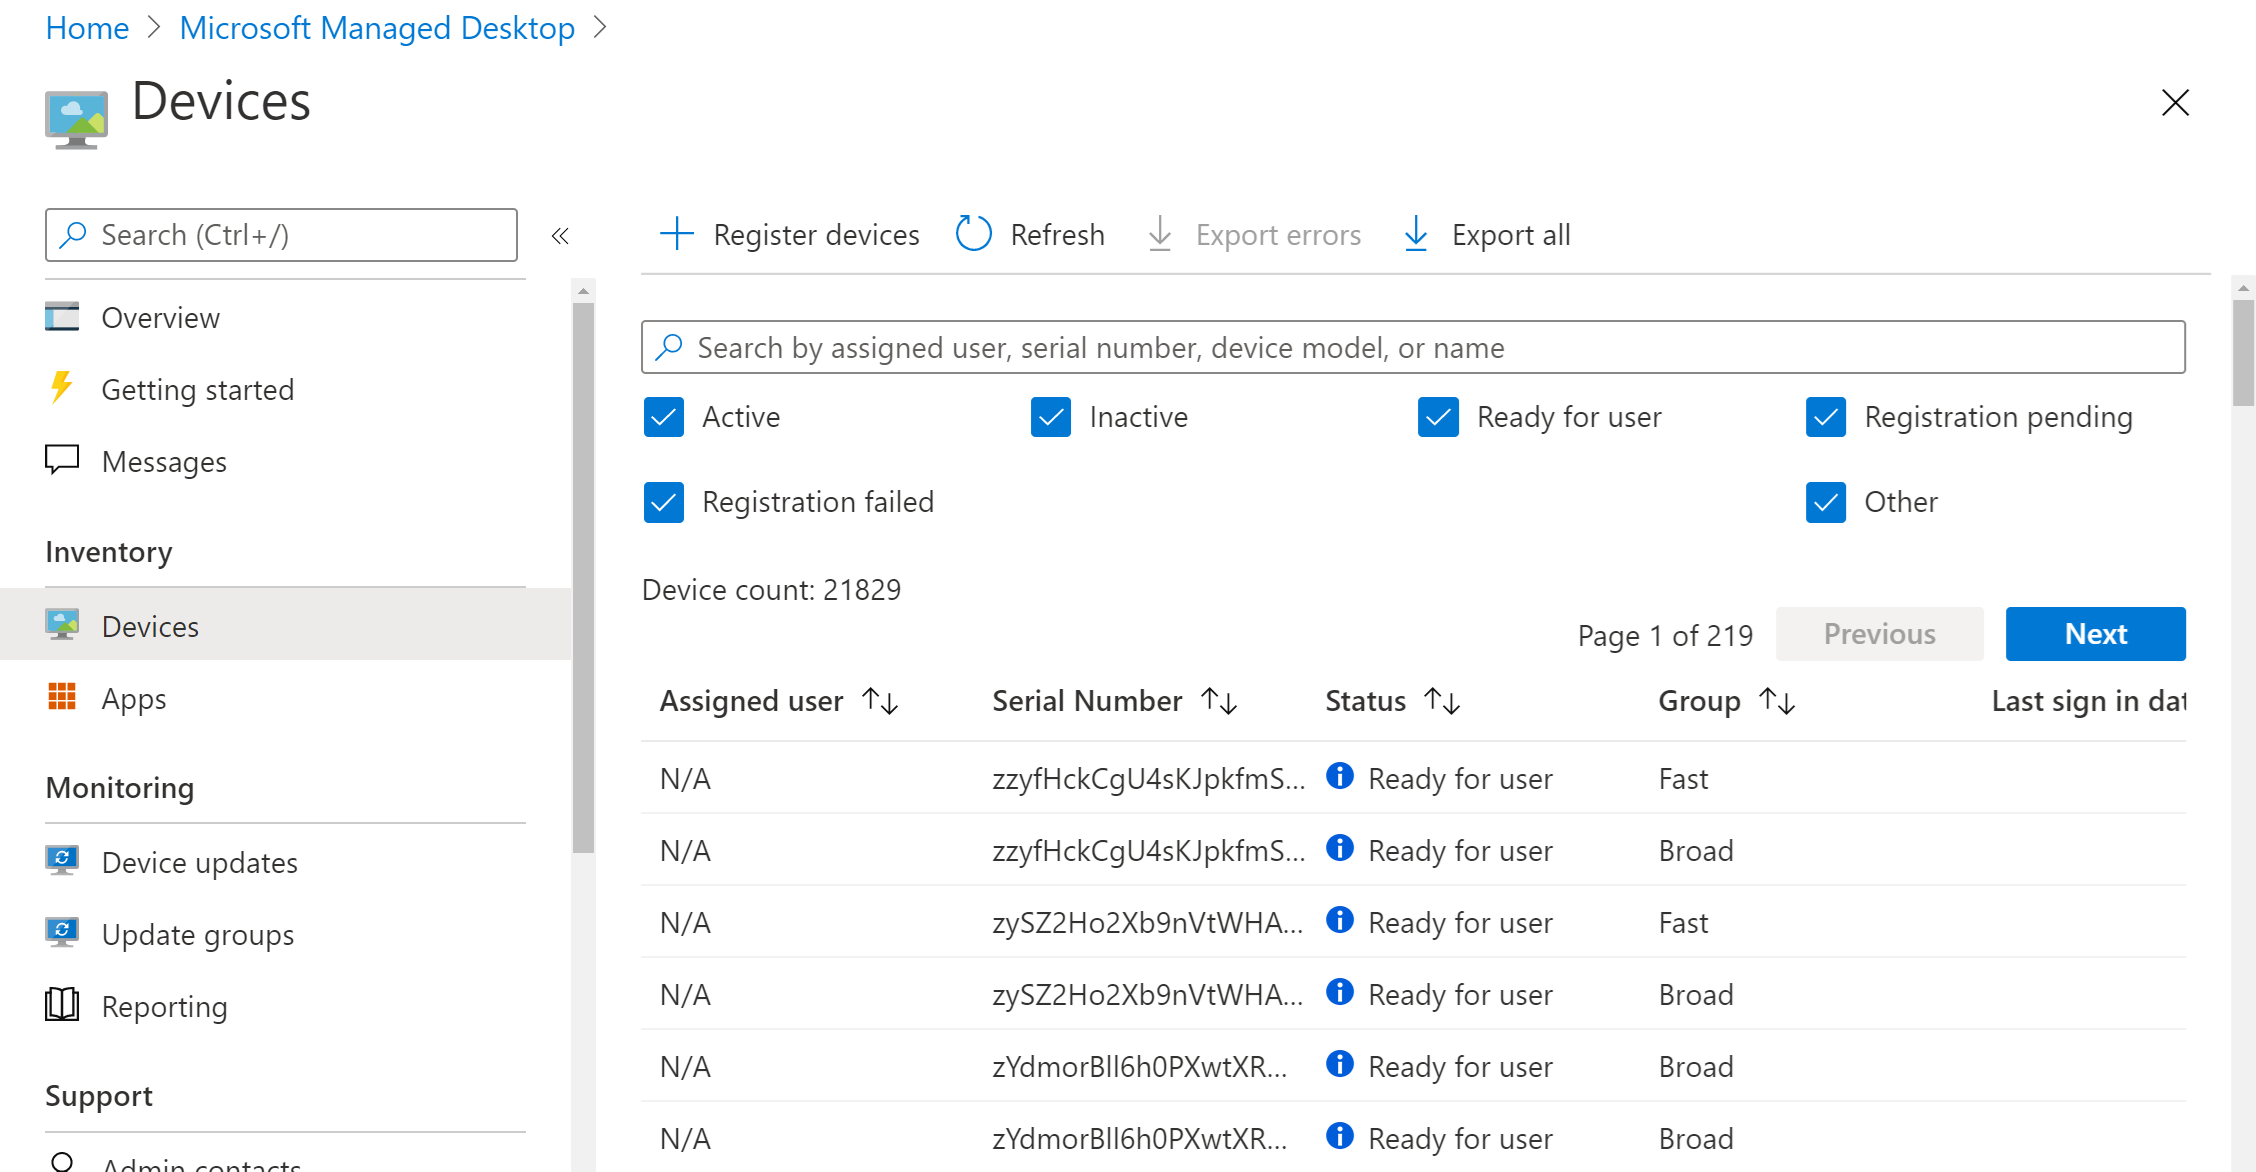 Home > Microsoft Managed Desktop >
Devices
Search (Ctrl+/)
«
Overview
Getting started
Messages
Inventory
Devices
Apps
Monitoring
Device updates
Update groups
Reporting
Support
Admin contacts
Register devices Refresh Export errors Export all
Search by assigned user, serial number, device model, or name
Active Inactive Ready for user Registration pending
Registration failed Other
Device count: 21829
Page 1 of 219 Previous Next
Assigned user ↑↓ Serial Number ↑↓ Status ↑↓ Group ↑↓ Last sign in dat
N/A zzyfHckCgU4sKJpkfmS... Ready for user Fast
N/A zzyfHckCgU4sKJpkfmS... Ready for user Broad
N/A zySZ2Ho2Xb9nVtWHA... Ready for user Fast
N/A zySZ2Ho2Xb9nVtWHA... Ready for user Broad
N/A zYdmorBll6h0PXwtXR... Ready for user Broad
N/A zYdmorBll6h0PXwtXR... Ready for user Broad